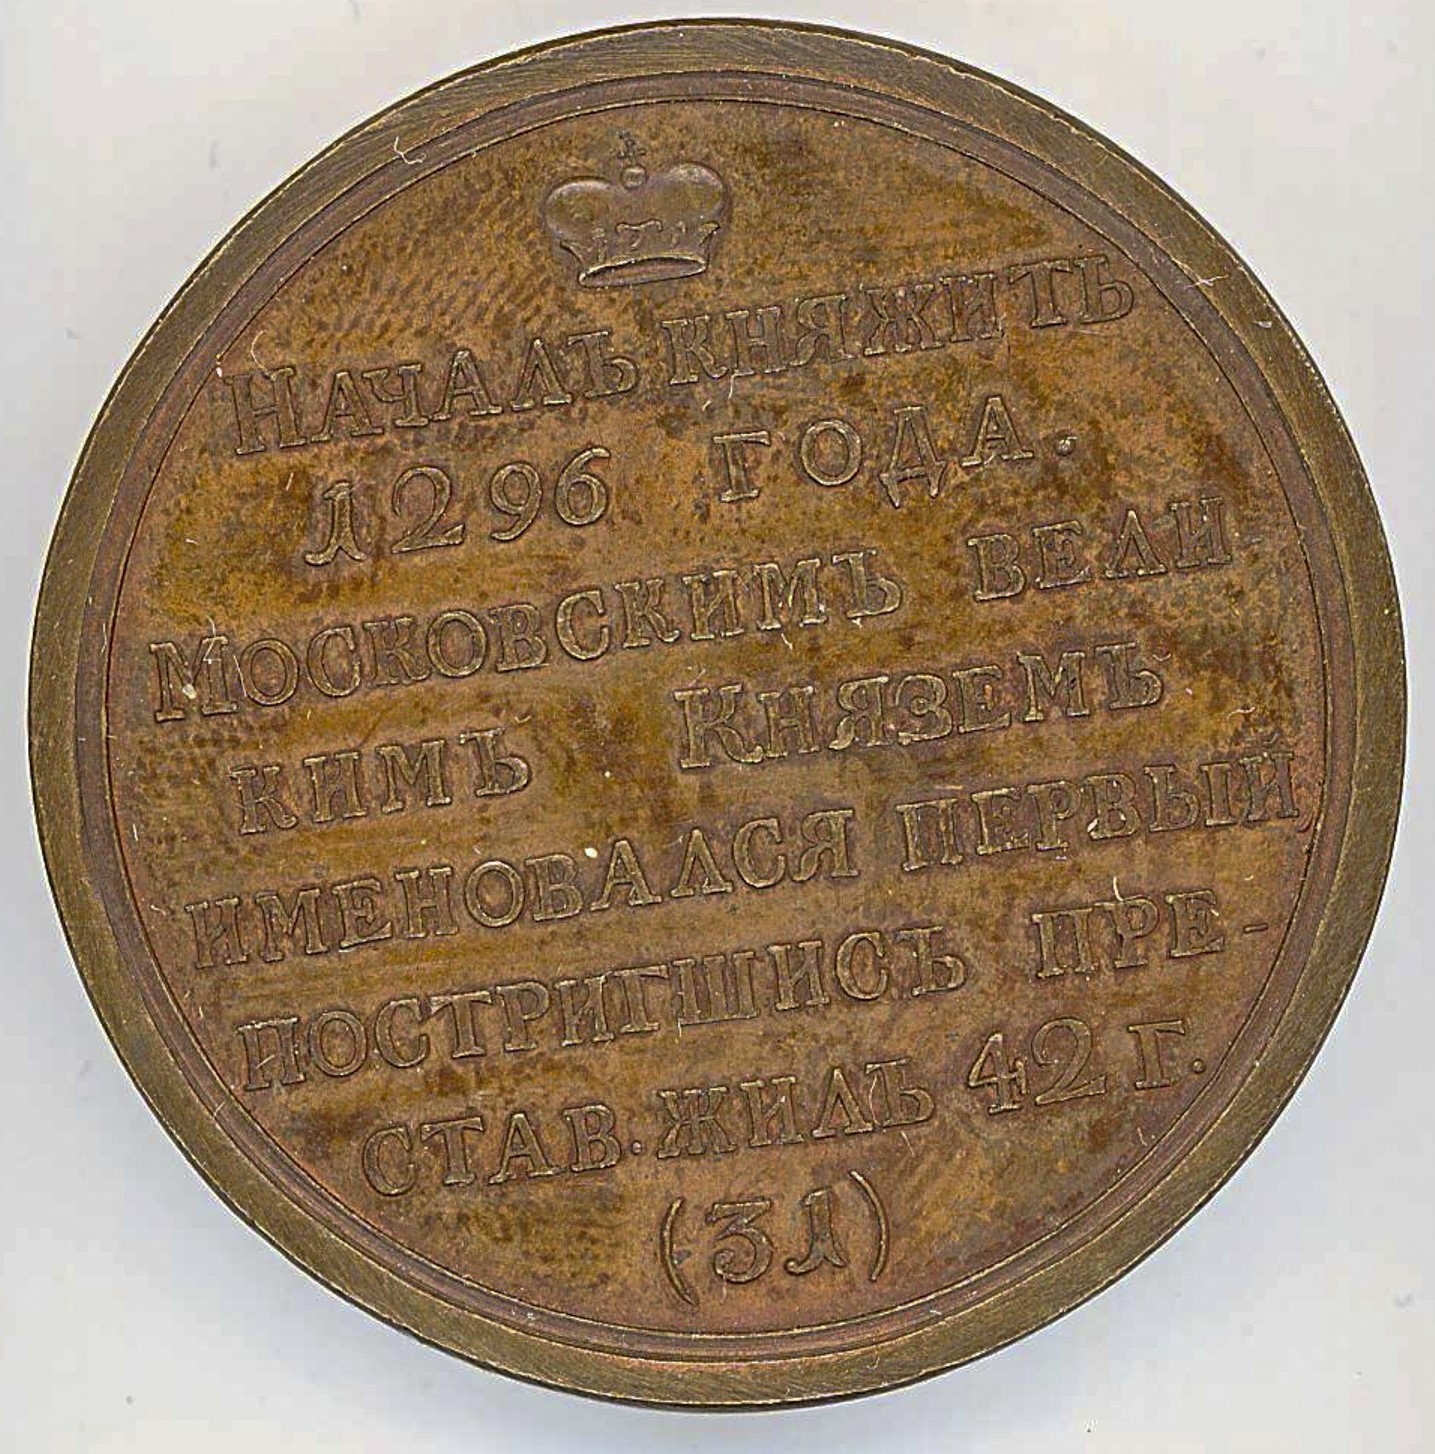 НАЧАЛЪ КНЯЖИТЬ
1296 ГОДА.
МОСКОВСКИМЪ ВЕЛИ
КИМЪ КНЯЗЕМЪ
ИМЕНОВАЛСЯ ПЕРВЫЙ
ПОСТРИГШИСЬ ПРЕ-
СТАВ. ЖИЛЪ 42 Г.
(31)